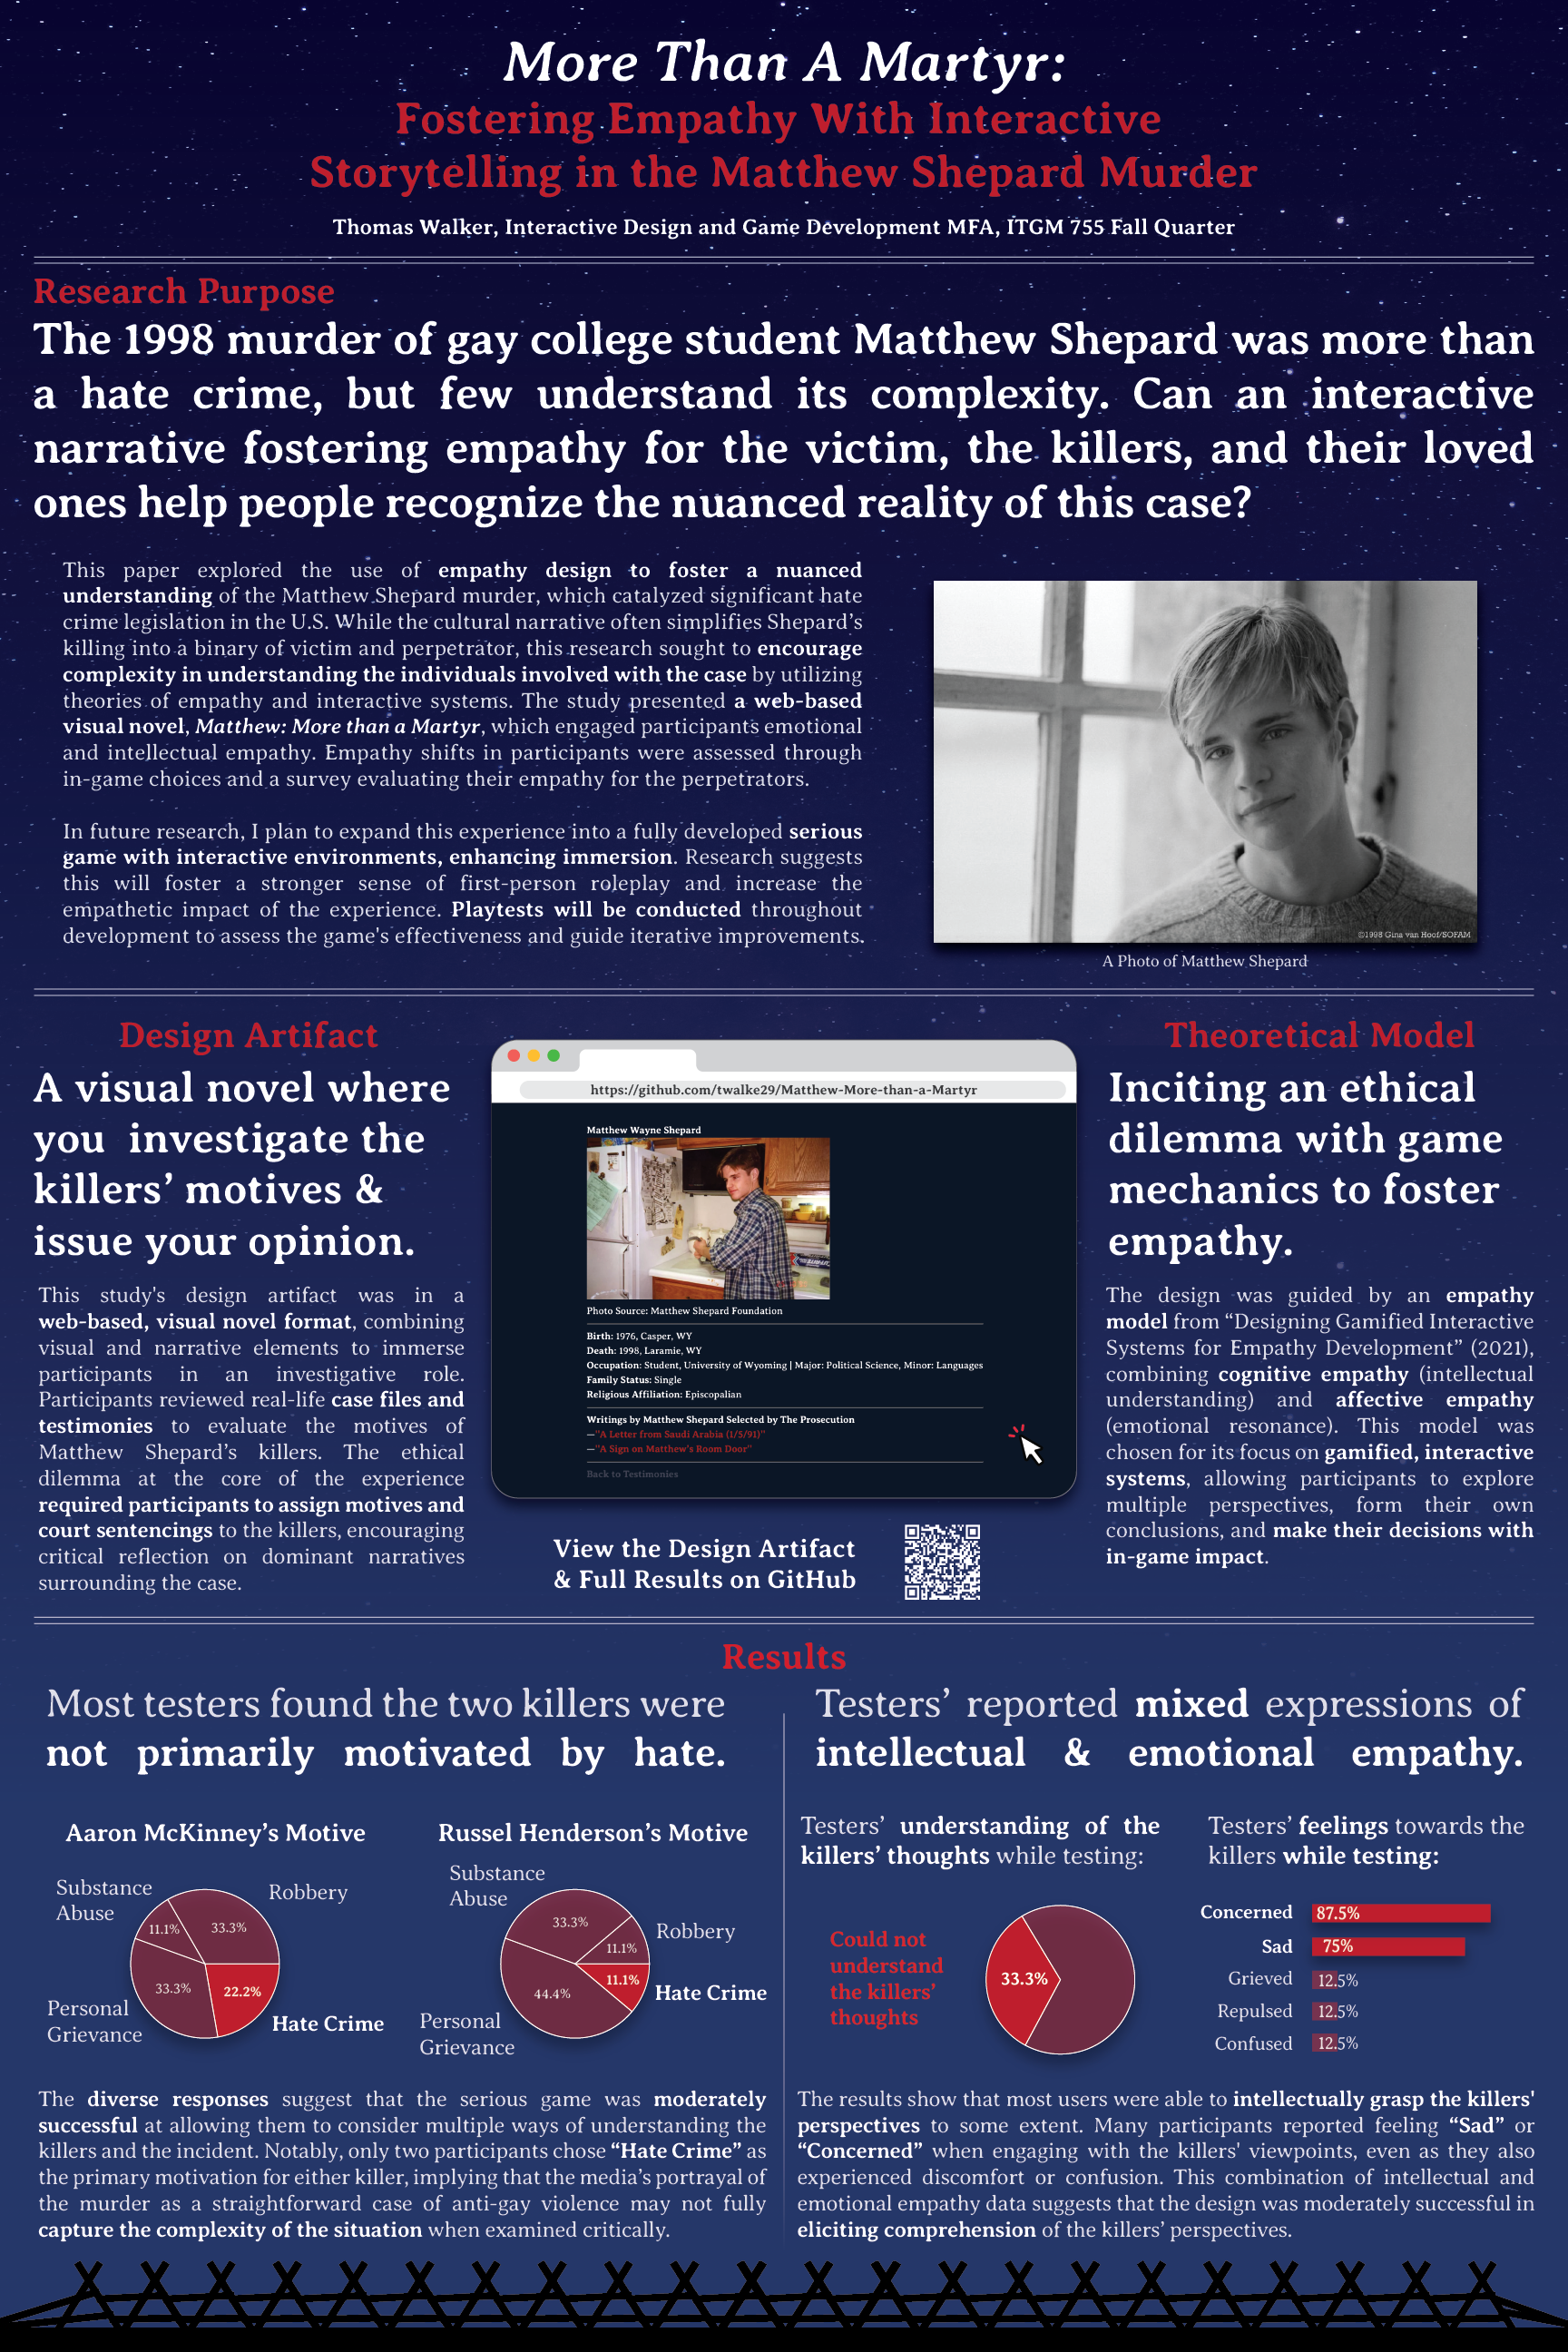 More Than A Martyr:
Fostering Empathy With Interactive
Storytelling in the Matthew Shepard Murder
Thomas Walker, Interactive Design and Game Development MFA, ITGM 755 Fall Quarter
Research Purpose
The 1998 murder of gay college student Matthew Shepard was more than
a hate crime, but few understand its complexity. Can an interactive
narrative fostering empathy for the victim, the killers, and their loved
ones help people recognize the nuanced reality of this case?
This paper explored the use of empathy design to foster a nuanced
understanding of the Matthew Shepard murder, which catalyzed significant hate
crime legislation in the U.S. While the cultural narrative often simplifies Shepard's
killing into a binary of victim and perpetrator, this research sought to encourage
complexity in understanding the individuals involved with the case by utilizing
theories of empathy and interactive systems. The study presented a web-based
visual novel, Matthew: More than a Martyr, which engaged participants emotional
and intellectual empathy. Empathy shifts in participants were assessed through
in-game choices and a survey evaluating their empathy for the perpetrators.
In future research, I plan to expand this experience into a fully developed serious
game with interactive environments, enhancing immersion. Research suggests
this will foster a stronger sense of first-person roleplay and increase the
empathetic impact of the experience. Playtests will be conducted throughout
development to assess the game's effectiveness and guide iterative improvements.
©1998 Gina van Hoof/SOFAM
A Photo of Matthew Shepard
Design Artifact
A visual novel where
you investigate the
killers' motives &
issue your opinion.
This study's design artifact was in a
web-based, visual novel format, combining
visual and narrative elements to immerse
participants in an investigative role.
Participants reviewed real-life case files and
testimonies to evaluate the motives of
Matthew Shepard's killers. The ethical
dilemma at the core of the experience
required participants to assign motives and
court sentencings to the killers, encouraging
critical reflection on dominant narratives
surrounding the case.
https://github.com/twalke29/Matthew-More-than-a-Martyr
Matthew Wayne Shepard
Photo Source: Matthew Shepard Foundation
Birth: 1976, Casper, WY
Death: 1998, Laramie, WY
Occupation: Student, University of Wyoming | Major: Political Science, Minor: Languages
Family Status: Single
Religious Affiliation: Episcopalian
Writings by Matthew Shepard Selected by The Prosecution
—"A Letter from Saudi Arabia (1/5/91)"
—"A Sign on Matthew's Room Door"
Back to Testimonies
View the Design Artifact
& Full Results on GitHub
Theoretical Model
Inciting an ethical
dilemma with game
mechanics to foster
empathy.
The design was guided by an empathy
model from “Designing Gamified Interactive
Systems for Empathy Development” (2021),
combining cognitive empathy (intellectual
understanding) and affective empathy
(emotional resonance). This model was
chosen for its focus on gamified, interactive
systems, allowing participants to explore
multiple perspectives, form their own
conclusions, and make their decisions with
in-game impact.
Results
Most testers found the two killers were
not primarily motivated by hate.
Aaron McKinney's Motive
Substance
Abuse
Robbery
11.1%
33.3%
33.3%
22.2%
Personal
Grievance
Hate Crime
Russel Henderson's Motive
Substance
Abuse
33.3%
Robbery
11.1%
11.1%
Hate Crime
44.4%
Personal
Grievance
The diverse responses suggest that the serious game was moderately
successful at allowing them to consider multiple ways of understanding the
killers and the incident. Notably, only two participants chose “Hate Crime” as
the primary motivation for either killer, implying that the media's portrayal of
the murder as a straightforward case of anti-gay violence may not fully
capture the complexity of the situation when examined critically.
Testers' reported mixed expressions of
intellectual & emotional empathy.
Testers' understanding of the
killers' thoughts while testing:
Could not
understand
the killers'
thoughts
33.3%
Testers' feelings towards the
killers while testing:
Concerned 87.5%
Sad 75%
Grieved 12.5%
Repulsed 12.5%
Confused 12.5%
The results show that most users were able to intellectually grasp the killers'
perspectives to some extent. Many participants reported feeling “Sad” or
“Concerned” when engaging with the killers' viewpoints, even as they also
experienced discomfort or confusion. This combination of intellectual and
emotional empathy data suggests that the design was moderately successful in
eliciting comprehension of the killers' perspectives.